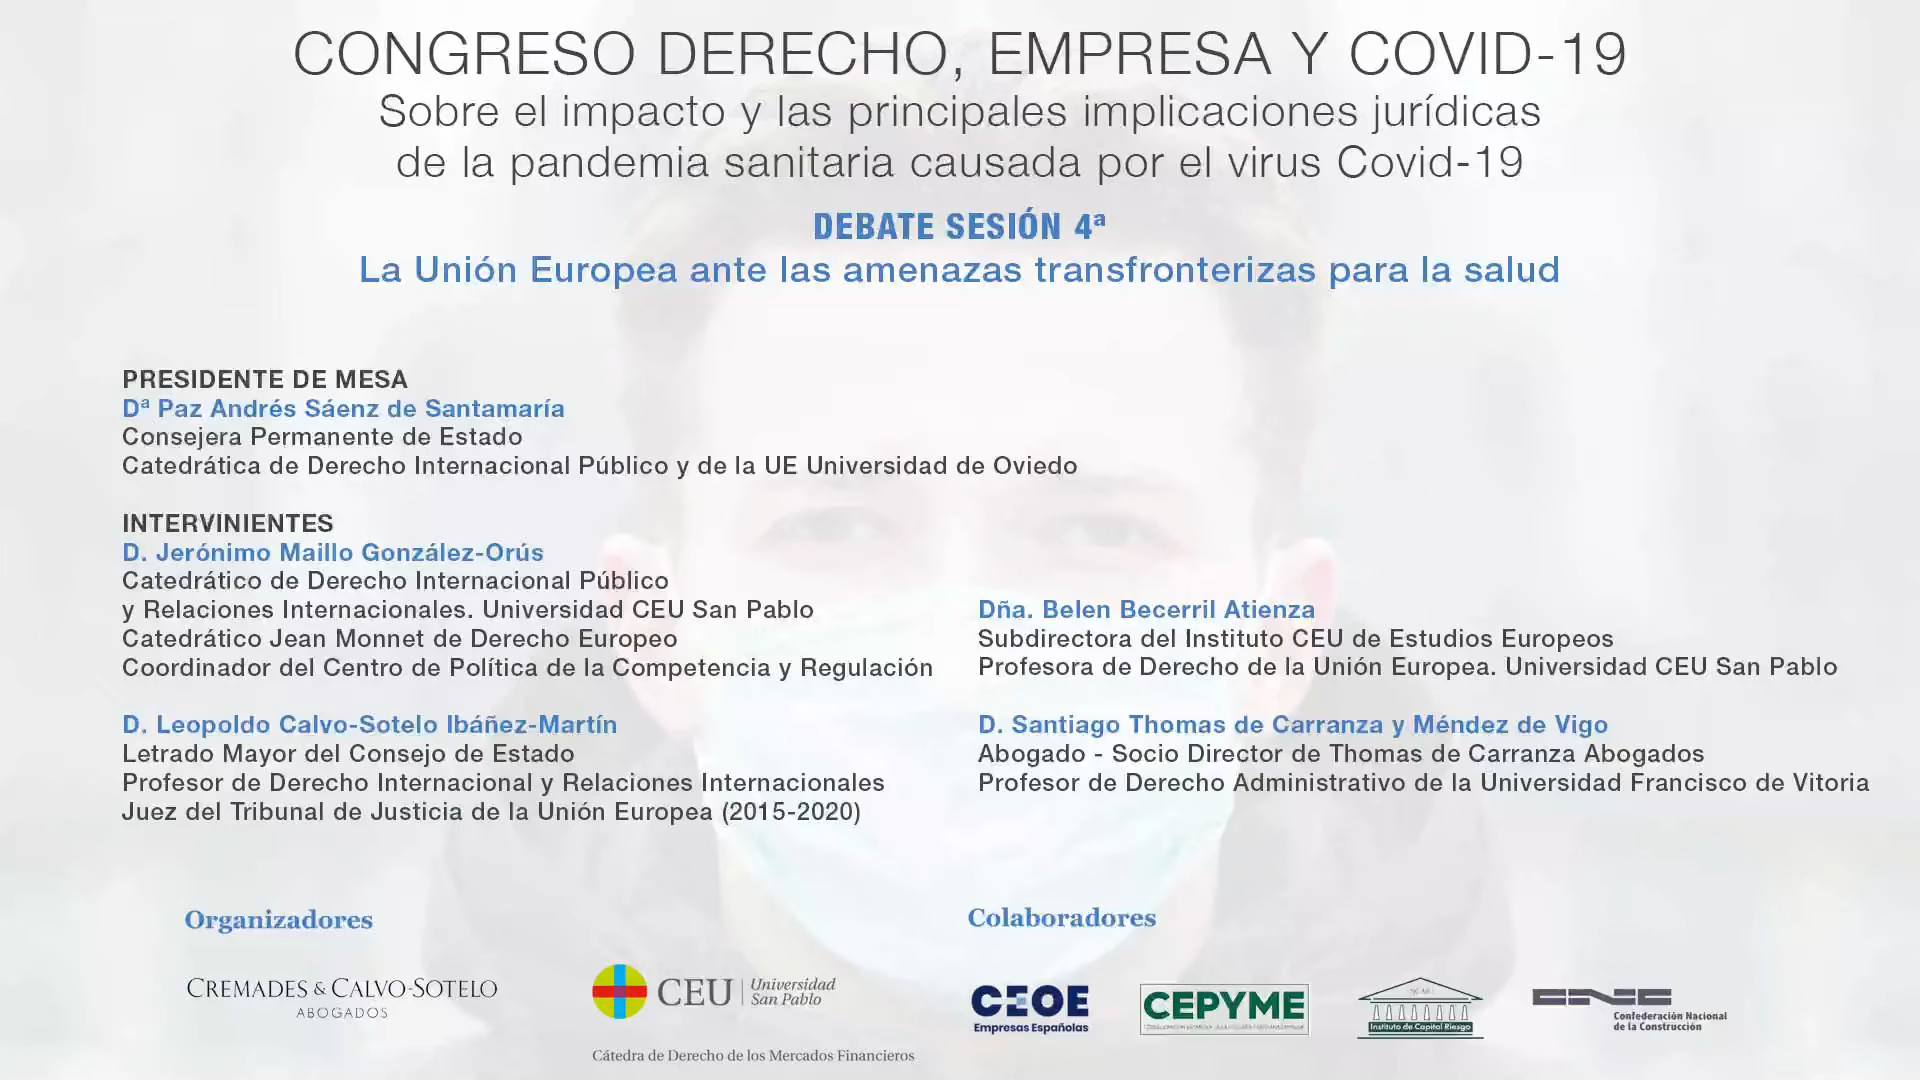 CONGRESO DERECHO, EMPRESA Y COVID-19
Sobre el impacto y las principales implicaciones jurídicas
de la pandemia sanitaria causada por el virus Covid-19
DEBATE SESIÓN 4ª
La Unión Europea ante las amenazas transfronterizas para la salud
PRESIDENTE DE MESA
Dª Paz Andrés Sáenz de Santamaría
Consejera Permanente de Estado
Catedrática de Derecho Internacional Público y de la UE Universidad de Oviedo
INTERVINIENTES
D. Jerónimo Maillo González-Orús
Catedrático de Derecho Internacional Público
y Relaciones Internacionales. Universidad CEU San Pablo
Catedrático Jean Monnet de Derecho Europeo
Coordinador del Centro de Política de la Competencia y Regulación
D. Leopoldo Calvo-Sotelo Ibáñez-Martín
Letrado Mayor del Consejo de Estado
Profesor de Derecho Internacional y Relaciones Internacionales
Juez del Tribunal de Justicia de la Unión Europea (2015-2020)
Dña. Belen Becerril Atienza
Subdirectora del Instituto CEU de Estudios Europeos
Profesora de Derecho de la Unión Europea. Universidad CEU San Pablo
D. Santiago Thomas de Carranza y Méndez de Vigo
Abogado - Socio Director de Thomas de Carranza Abogados
Profesor de Derecho Administrativo de la Universidad Francisco de Vitoria
Organizadores
CREMADES & CALVO-SOTELO
ABOGADOS
CEU
Universidad
San Pablo
Cátedra de Derecho de los Mercados Financieros
Colaboradores
CEOE
Empresas Españolas
CEPYME
Instituto de Capital Riesgo
CNC
Confederación Nacional
de la Construcción